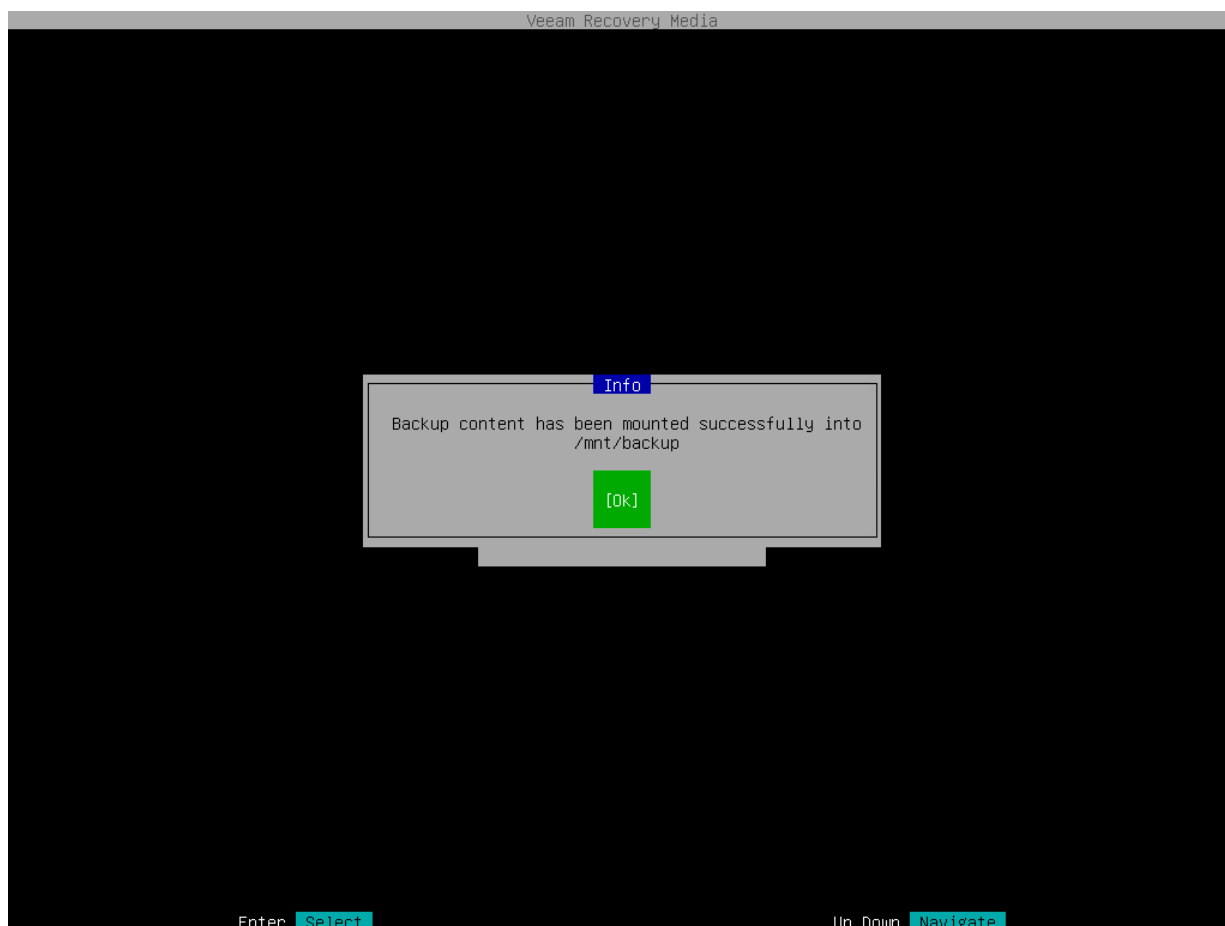 Veeam Recovery Media
Info
Backup content has been mounted successfully into
/mnt/backup
[Ok]
Enter Select
Up Down Navigate